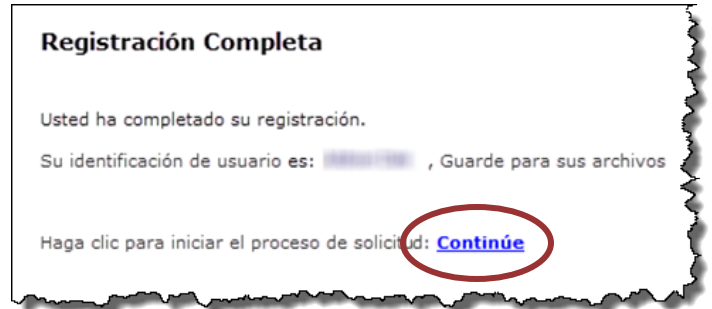 Registración Completa
Usted ha completado su registración.
Su identificación de usuario es: , Guarde para sus archivos
Haga clic para iniciar el proceso de solicitud: Continúe